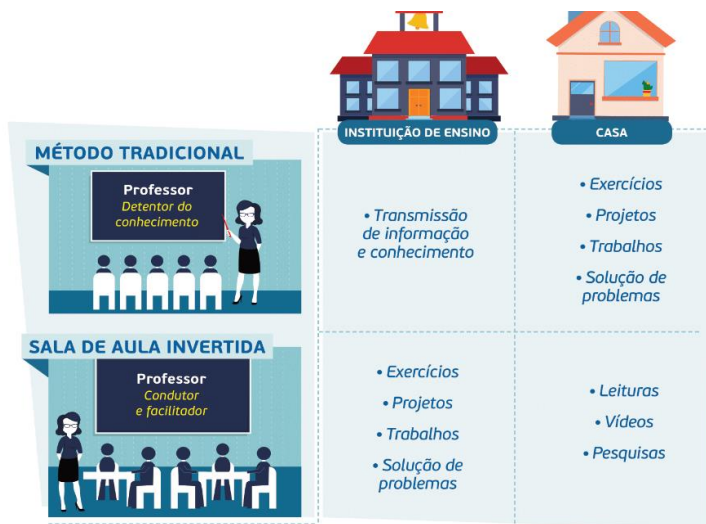 INSTITUIÇÃO DE ENSINO
CASA
MÉTODO TRADICIONAL
Professor
Detentor do
conhecimento
• Transmissão
de informação
e conhecimento
• Exercícios
• Projetos
• Trabalhos
• Solução de
problemas
SALA DE AULA INVERTIDA
Professor
Condutor
e facilitador
• Exercícios
• Projetos
• Trabalhos
• Solução de
problemas
• Leituras
• Vídeos
• Pesquisas